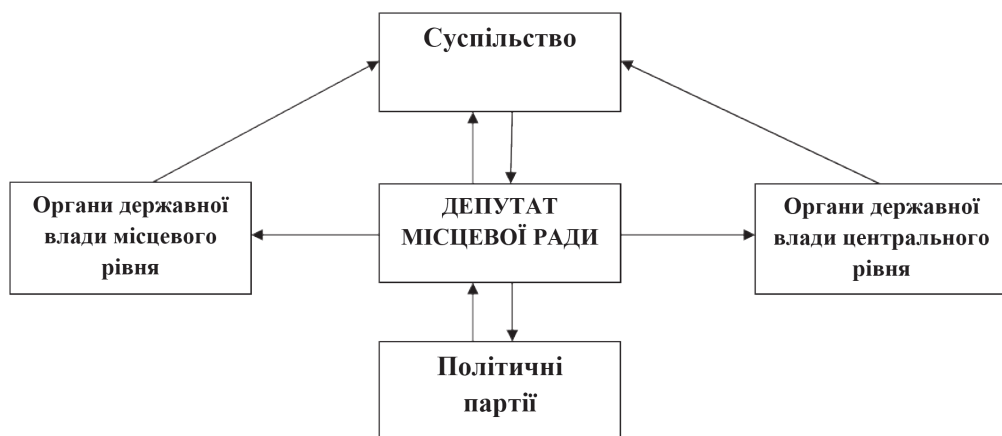 Суспільство
Органи державної
влади місцевого
рівня
ДЕПУТАТ
МІСЦЕВОЇ РАДИ
Органи державної
влади центрального
рівня
Політичні
партії